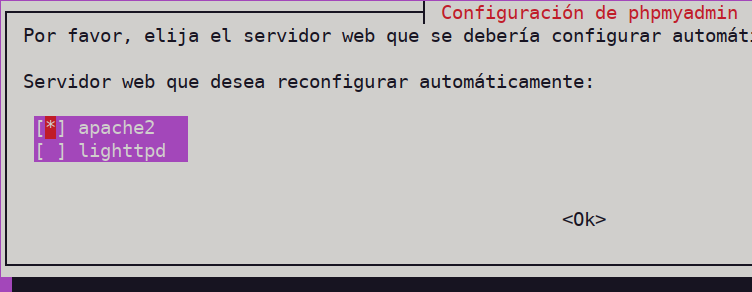 Configuración de phpmyadmin
Por favor, elija el servidor web que se debería configurar
Servidor web que desea reconfigurar automáticamente:
[*] apache2
[ ] lighttpd
<Ok>